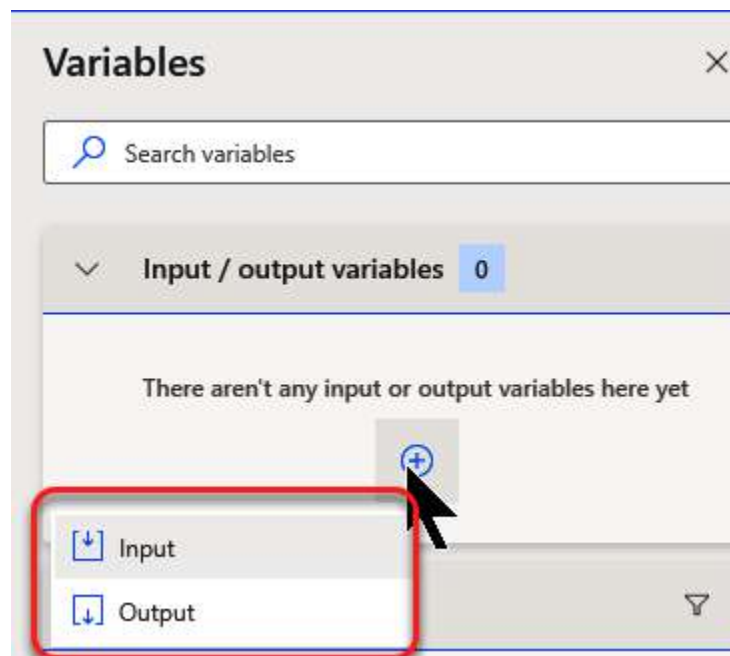 Variables
Search variables
Input / output variables 0
There aren't any input or output variables here yet
Input
Output